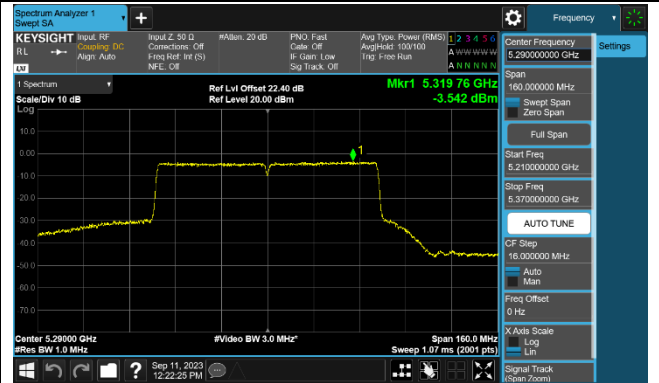 Spectrum Analyzer 1
Swept SA
+
Frequency
KEYSIGHT
RL
LXI
Input: RF
Coupling: DC
Align: Auto
Input Z: 50 Ω
Corrections: Off
Freq Ref: Int (S)
NFE: Off
#Atten: 20 dB
PNO: Fast
Gate: Off
IF Gain: Low
Sig Track: Off
Avg Type: Power (RMS)
Avg|Hold: 100/100
Trig: Free Run
1 2 3 4 5 6
A W W W W W
A N N N N N
1 Spectrum
Scale/Div 10 dB
Log
Ref Lvl Offset 22.40 dB
Ref Level 20.00 dBm
Mkr1 5.319 76 GHz
-3.542 dBm
10.0
0.00
-10.0
-20.0
-30.0
-40.0
-50.0
-60.0
-70.0
1
Center 5.29000 GHz
#Res BW 1.0 MHz
#Video BW 3.0 MHz*
Span 160.0 MHz
Sweep 1.07 ms (2001 pts)
Sep 11, 2023
12:22:25 PM
?
Center Frequency
5.290000000 GHz
Settings
Span
160.000000 MHz
Swept Span
Zero Span
Full Span
Start Freq
5.210000000 GHz
Stop Freq
5.370000000 GHz
AUTO TUNE
CF Step
16.000000 MHz
Auto
Man
Freq Offset
0 Hz
X Axis Scale
Log
Lin
Signal Track
(Span Zoom)